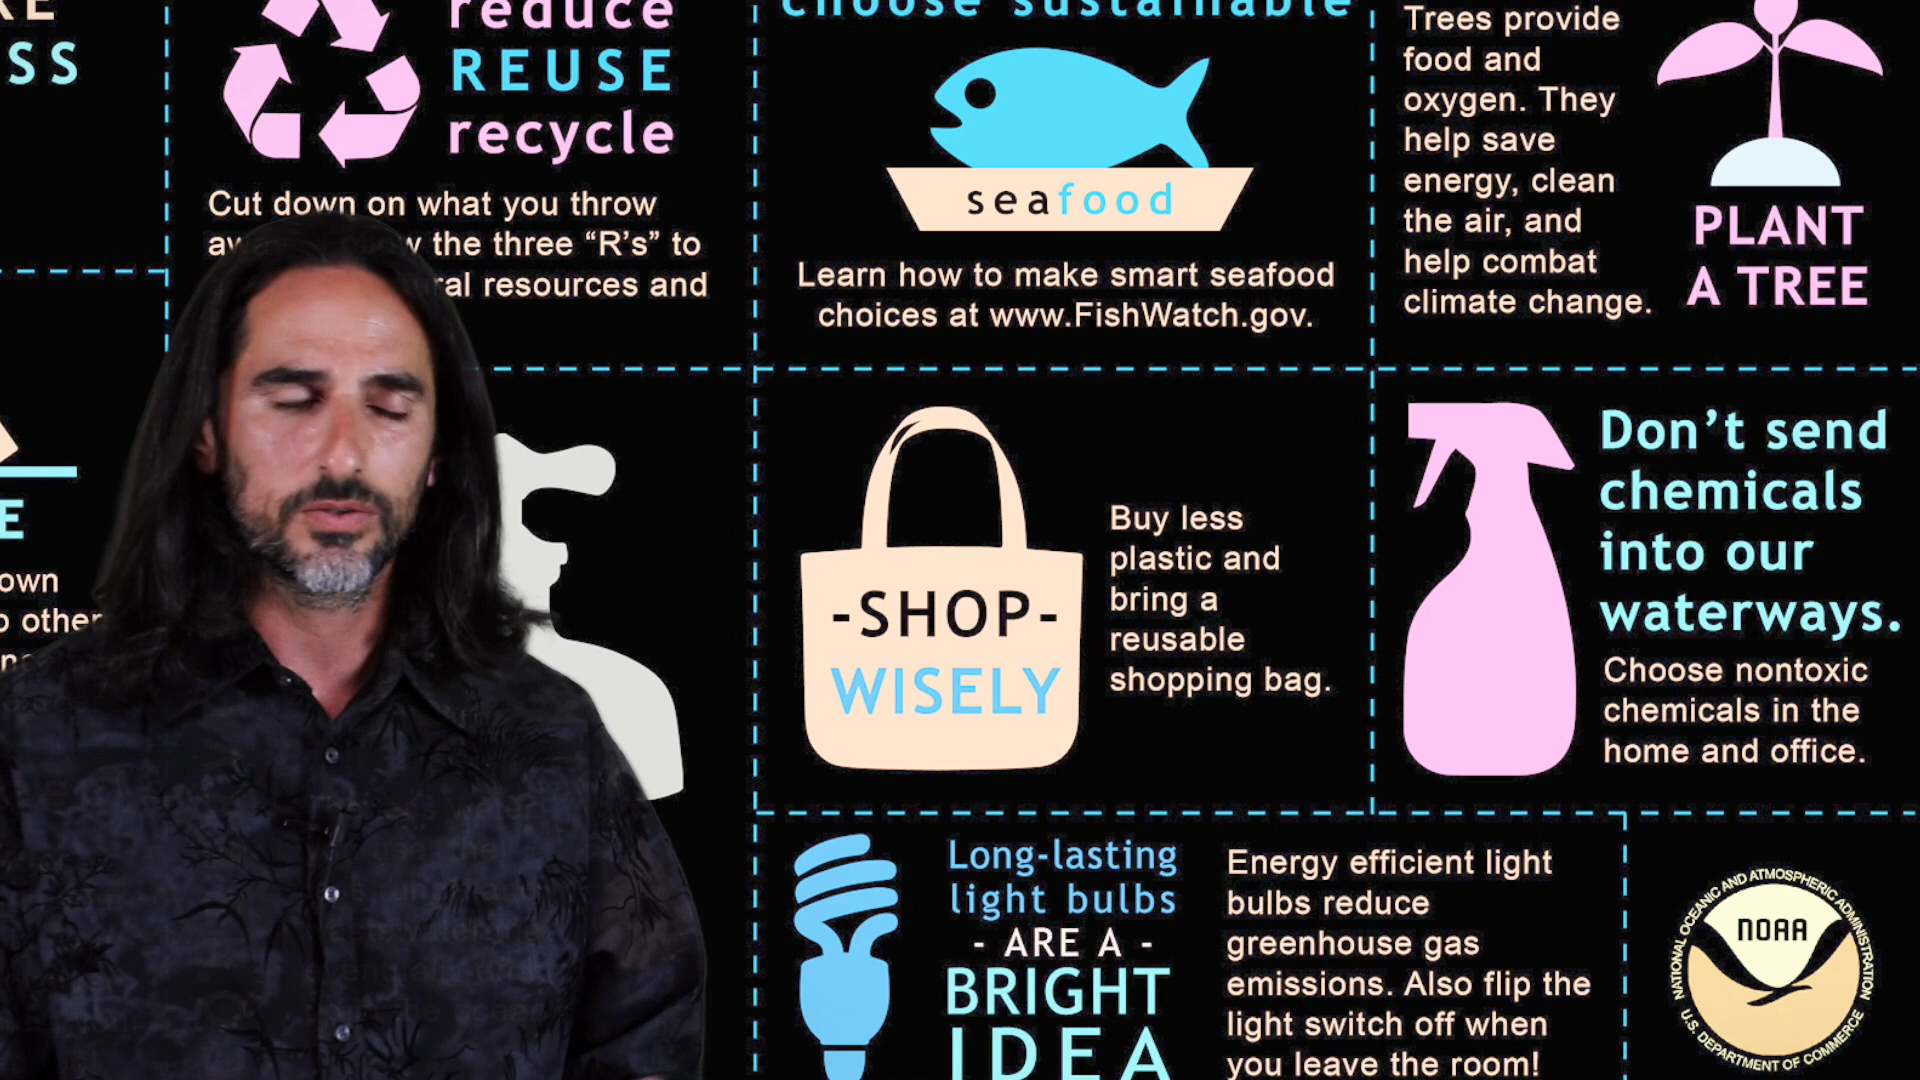 SS
reduce
REUSE
recycle
Cut down on what you throw
the three “R’s” to
resources and
choose sustainable
seafood
Learn how to make smart seafood
choices at www.FishWatch.gov.
Trees provide
food and
oxygen. They
help save
energy, clean
the air, and
help combat
climate change.
PLANT
A TREE
E
own
other
-SHOP-
WISELY
Buy less
plastic and
bring a
reusable
shopping bag.
Don’t send
chemicals
into our
waterways.
Choose nontoxic
chemicals in the
home and office.
Long-lasting
light bulbs
- ARE A -
BRIGHT
IDEA
Energy efficient light
bulbs reduce
greenhouse gas
emissions. Also flip the
light switch off when
you leave the room!
NATIONAL OCEANIC AND ATMOSPHERIC ADMINISTRATION
NOAA
U.S. DEPARTMENT OF COMMERCE